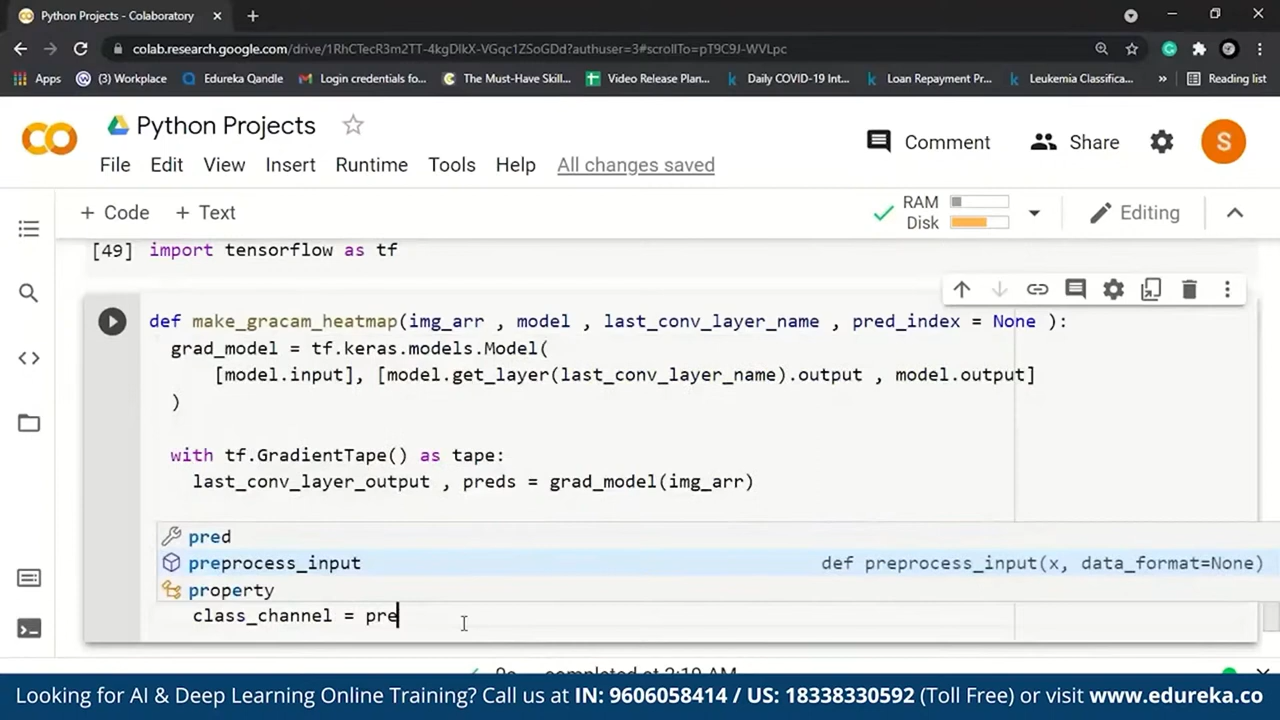 Python Projects - Colaboratory
colab.research.google.com/drive/1RhCTecR3m2TT-4kgDlkX-VGqc1ZSoGDd?authuser=3#scrollTo=pT9C9J-WVLpc
Apps
(3) Workplace
Edureka Qandle
Login credentials fo...
The Must-Have Skil...
Video Release Plan...
Daily COVID-19 Int...
Loan Repayment Pr...
Leukemia Classifica...
Reading list
Python Projects
Comment
Share
S
File Edit View Insert Runtime Tools Help All changes saved
+ Code + Text
RAM
Disk
Editing
[49] import tensorflow as tf
def make_gracam_heatmap(img_arr , model , last_conv_layer_name , pred_index = None ):
grad_model = tf.keras.models.Model(
[model.input], [model.get_layer(last_conv_layer_name).output , model.output]
)
with tf.GradientTape() as tape:
last_conv_layer_output , preds = grad_model(img_arr)
pred
preprocess_input def preprocess_input(x, data_format=None)
property
class_channel = pre
completed at 2:19 AM
Looking for AI & Deep Learning Online Training? Call us at IN: 9606058414 / US: 18338330592 (Toll Free) or visit www.edureka.co